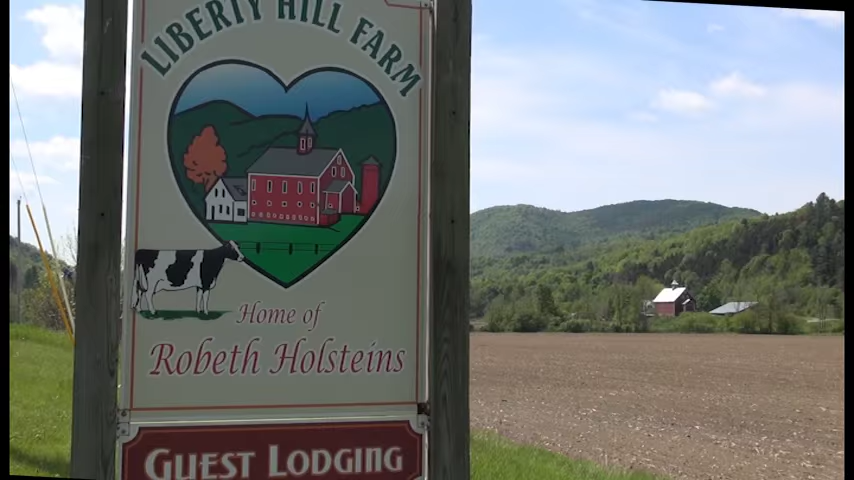 LIBERTY HILL FARM
Home of
Robeth Holsteins
GUEST LODGING